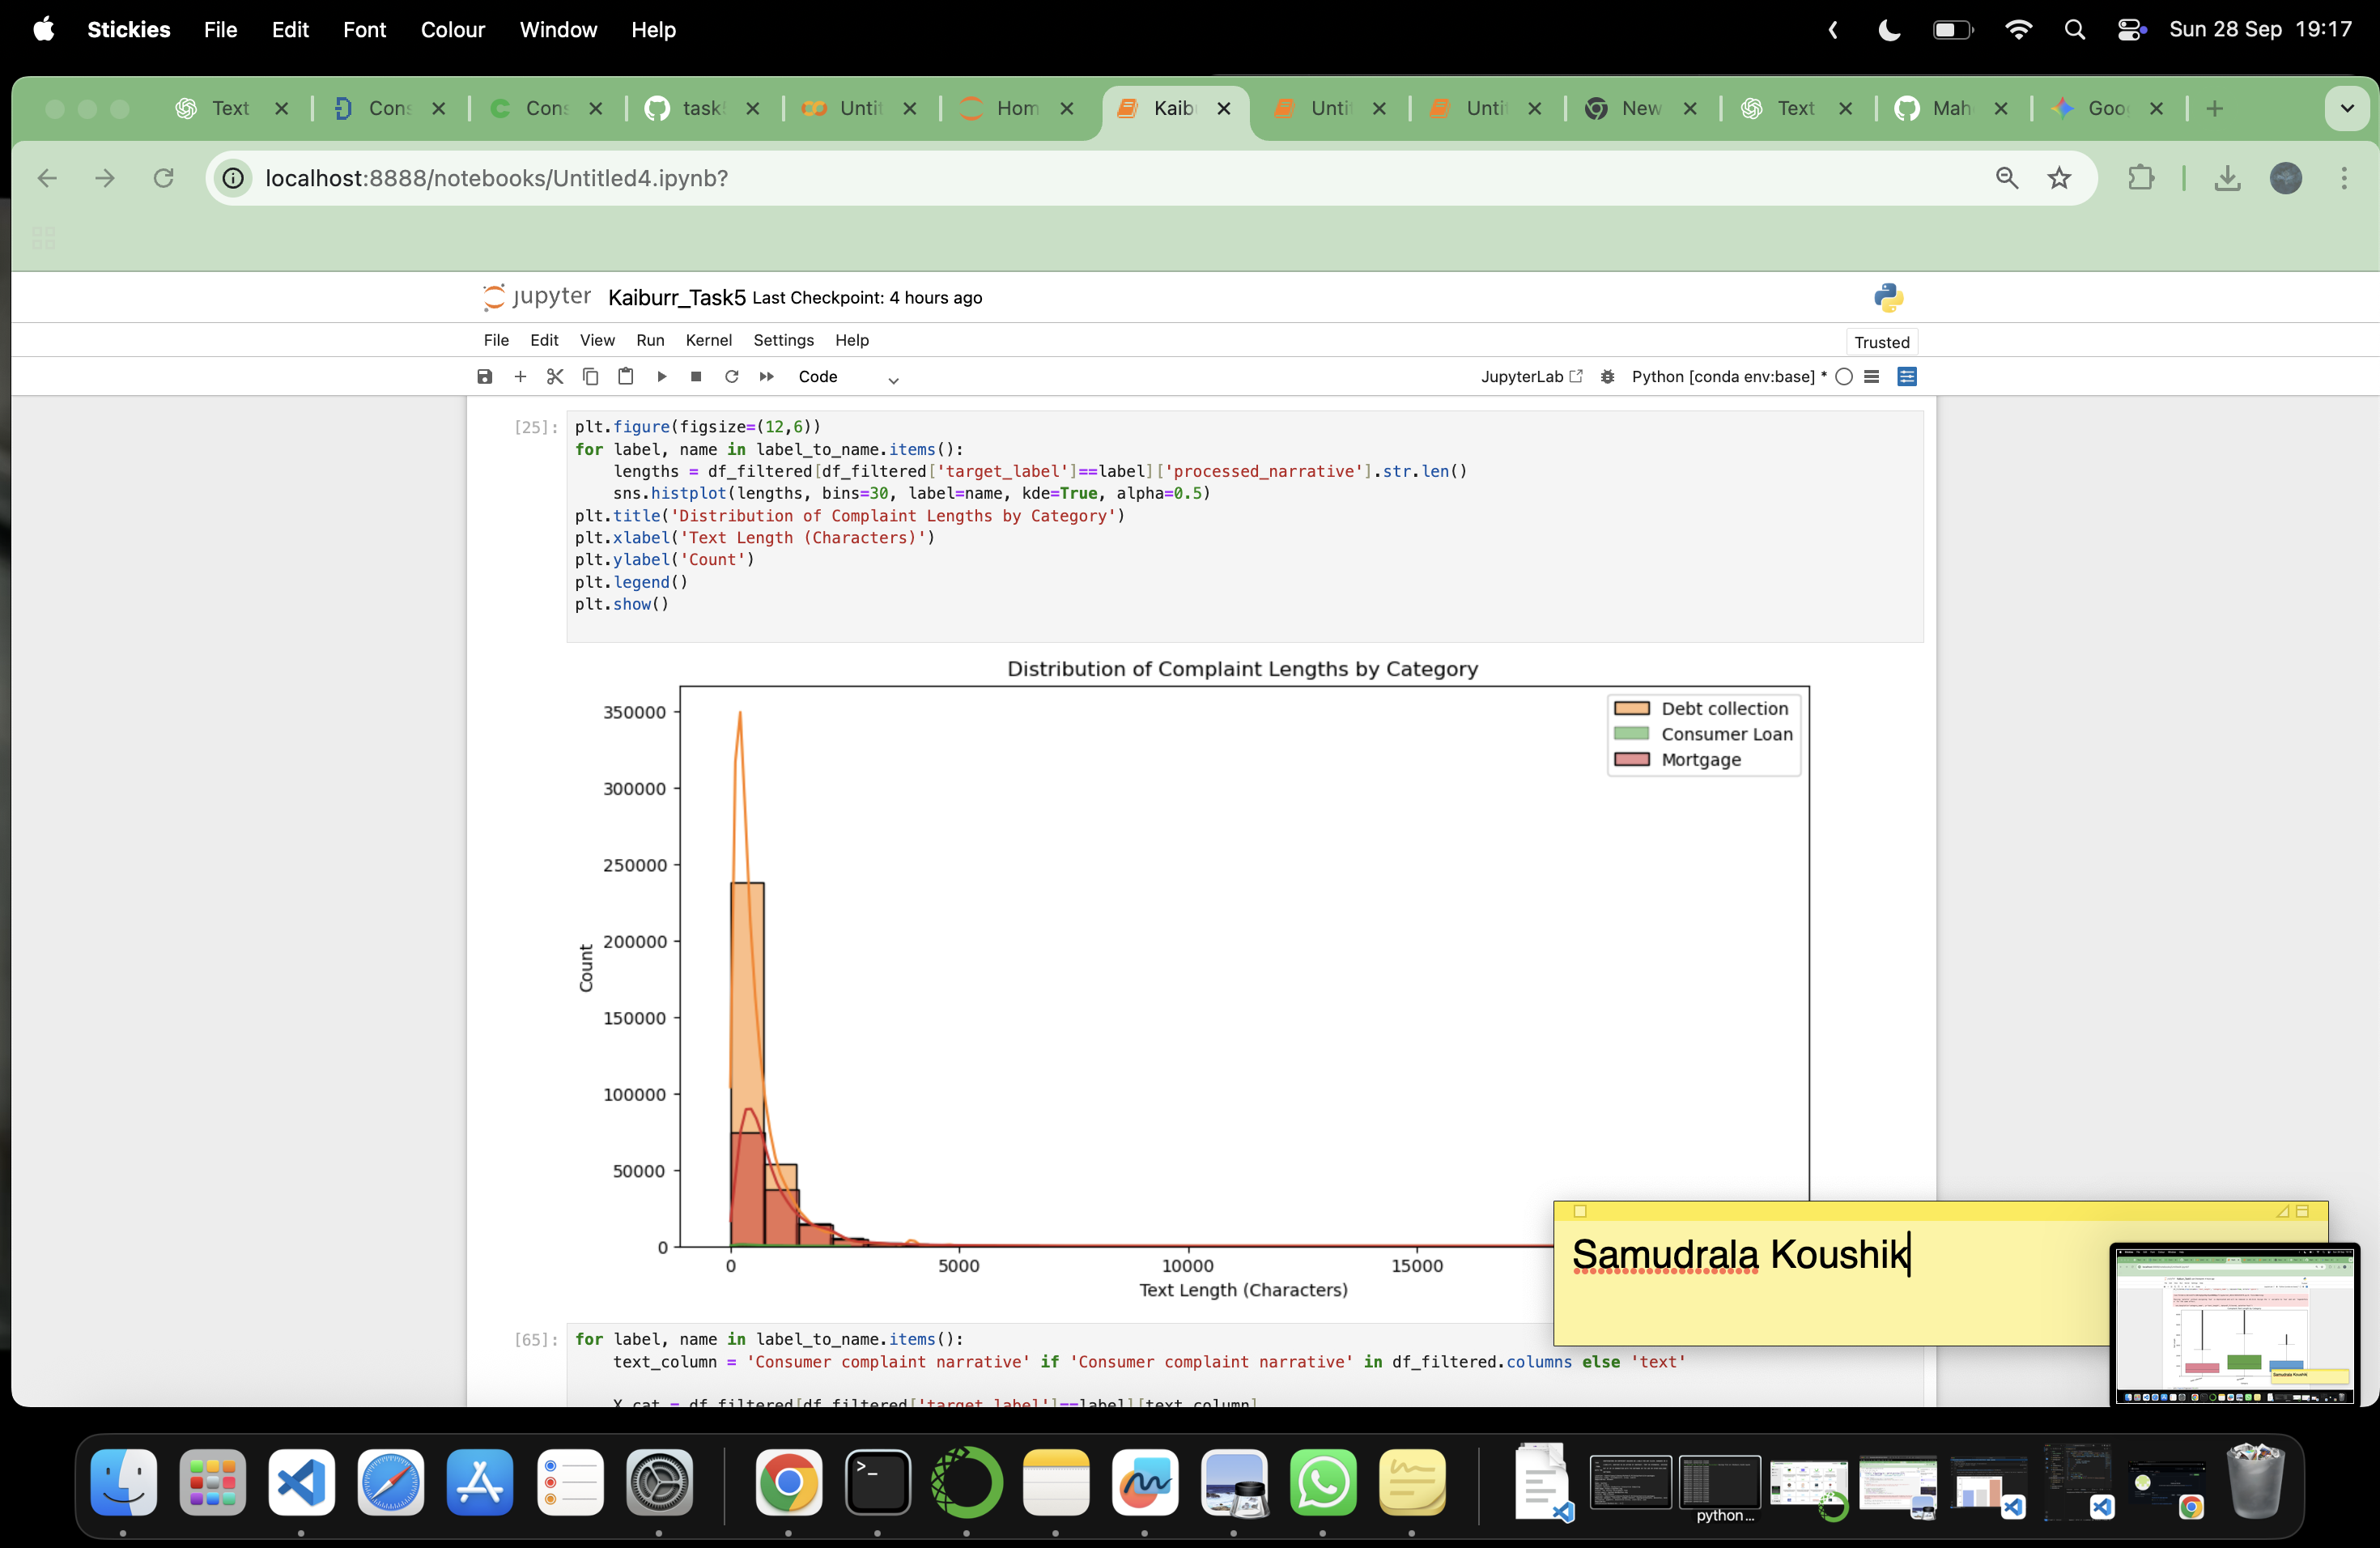 Stickies File Edit Font Colour Window Help Sun 28 Sep 19:17
Text Cons Cons task Untit Hom Kaib Untit Untit New Text Mah Goo
localhost:8888/notebooks/Untitled4.ipynb?
jupyter Kaiburr_Task5 Last Checkpoint: 4 hours ago
File Edit View Run Kernel Settings Help Trusted
Code JupyterLab Python [conda env:base] *
[25]: plt.figure(figsize=(12,6))
for label, name in label_to_name.items():
    lengths = df_filtered[df_filtered['target_label']==label]['processed_narrative'].str.len()
    sns.histplot(lengths, bins=30, label=name, kde=True, alpha=0.5)
plt.title('Distribution of Complaint Lengths by Category')
plt.xlabel('Text Length (Characters)')
plt.ylabel('Count')
plt.legend()
plt.show()
Distribution of Complaint Lengths by Category
Debt collection
Consumer Loan
Mortgage
350000
300000
250000
200000
150000
100000
50000
0
Count
0 5000 10000 15000
Text Length (Characters)
Samudrala Koushik
[65]: for label, name in label_to_name.items():
    text_column = 'Consumer complaint narrative' if 'Consumer complaint narrative' in df_filtered.columns else 'text'
    X_cat = df_filtered[df_filtered['target_label']==label][text_column]
python...